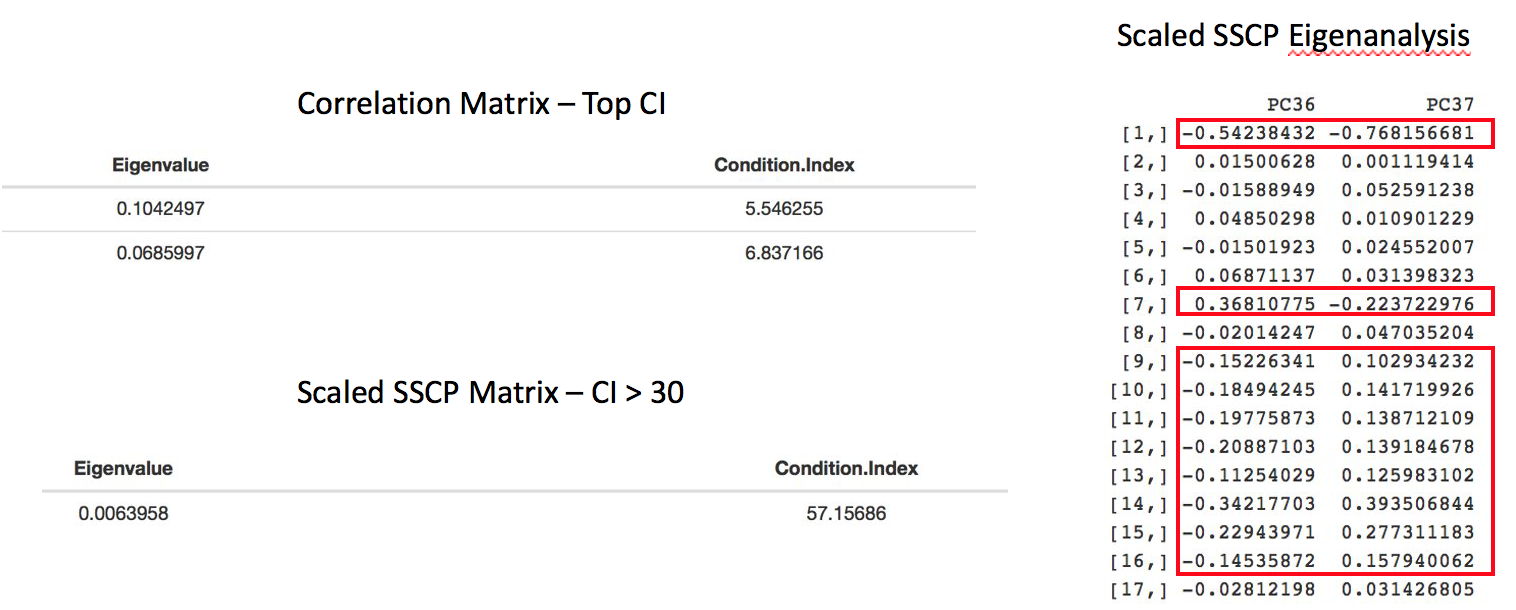 Scaled SSCP Eigenanalysis
Correlation Matrix – Top CI
Eigenvalue Condition.Index
0.1042497 5.546255
0.0685997 6.837166
Scaled SSCP Matrix – CI > 30
Eigenvalue Condition.Index
0.0063958 57.15686
PC36 PC37
[1,] -0.54238432 -0.768156681
[2,] 0.01500628 0.001119414
[3,] -0.01588949 0.052591238
[4,] 0.04850298 0.010901229
[5,] -0.01501923 0.024552007
[6,] 0.06871137 0.031398323
[7,] 0.36810775 -0.223722976
[8,] -0.02014247 0.047035204
[9,] -0.15226341 0.102934232
[10,] -0.18494245 0.141719926
[11,] -0.19775873 0.138712109
[12,] -0.20887103 0.139184678
[13,] -0.11254029 0.125983102
[14,] -0.34217703 0.393506844
[15,] -0.22943971 0.277311183
[16,] -0.14535872 0.157940062
[17,] -0.02812198 0.031426805